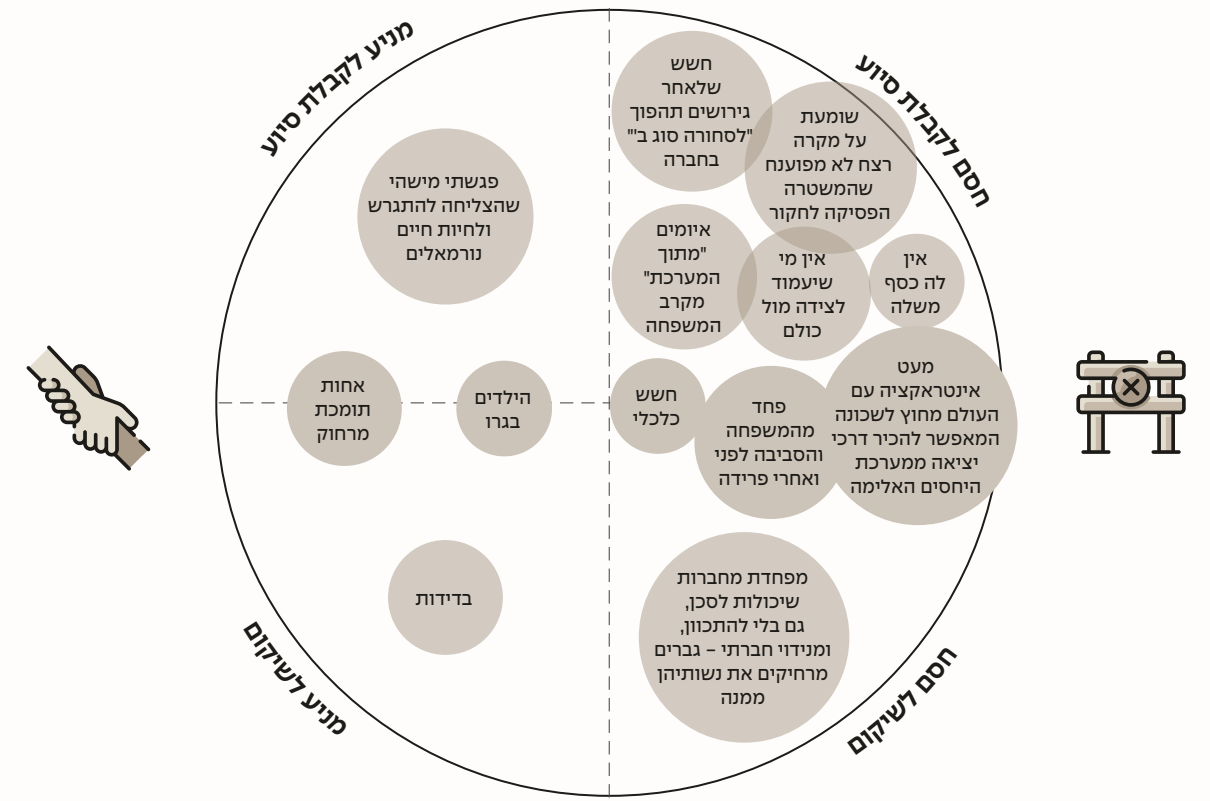 חסם לקבלת סיוע
חשש
שלאחר
גירושים תהפוך
"לסחורה סוג ב'"
בחברה
שומעת
על מקרה
רצח לא מפוענח
שהמשטרה
הפסיקה לחקור
איומים
"מתוך
המערכת"
מקרב
המשפחה
אין מי
שיעמוד
לצידה מול
כולם
אין
לה כסף
משלה
חשש
כלכלי
פחד
מהמשפחה
והסביבה לפני
ואחרי פרידה
מעט
אינטראקציה עם
העולם מחוץ לשכונה
המאפשר להכיר דרכי
יציאה ממערכת
היחסים האלימה
חסם לשיקום
מפחדת מחברות
שיכולות לסכן,
גם בלי להתכוון,
ומנידוי חברתי – גברים
מרחיקים את נשותיהן
ממנה
מניע לקבלת סיוע
פגשתי מישהי
שהצליחה להתגרש
ולחיות חיים
נורמאלים
הילדים
בגרו
אחות
תומכת
מרחוק
מניע לשיקום
בדידות